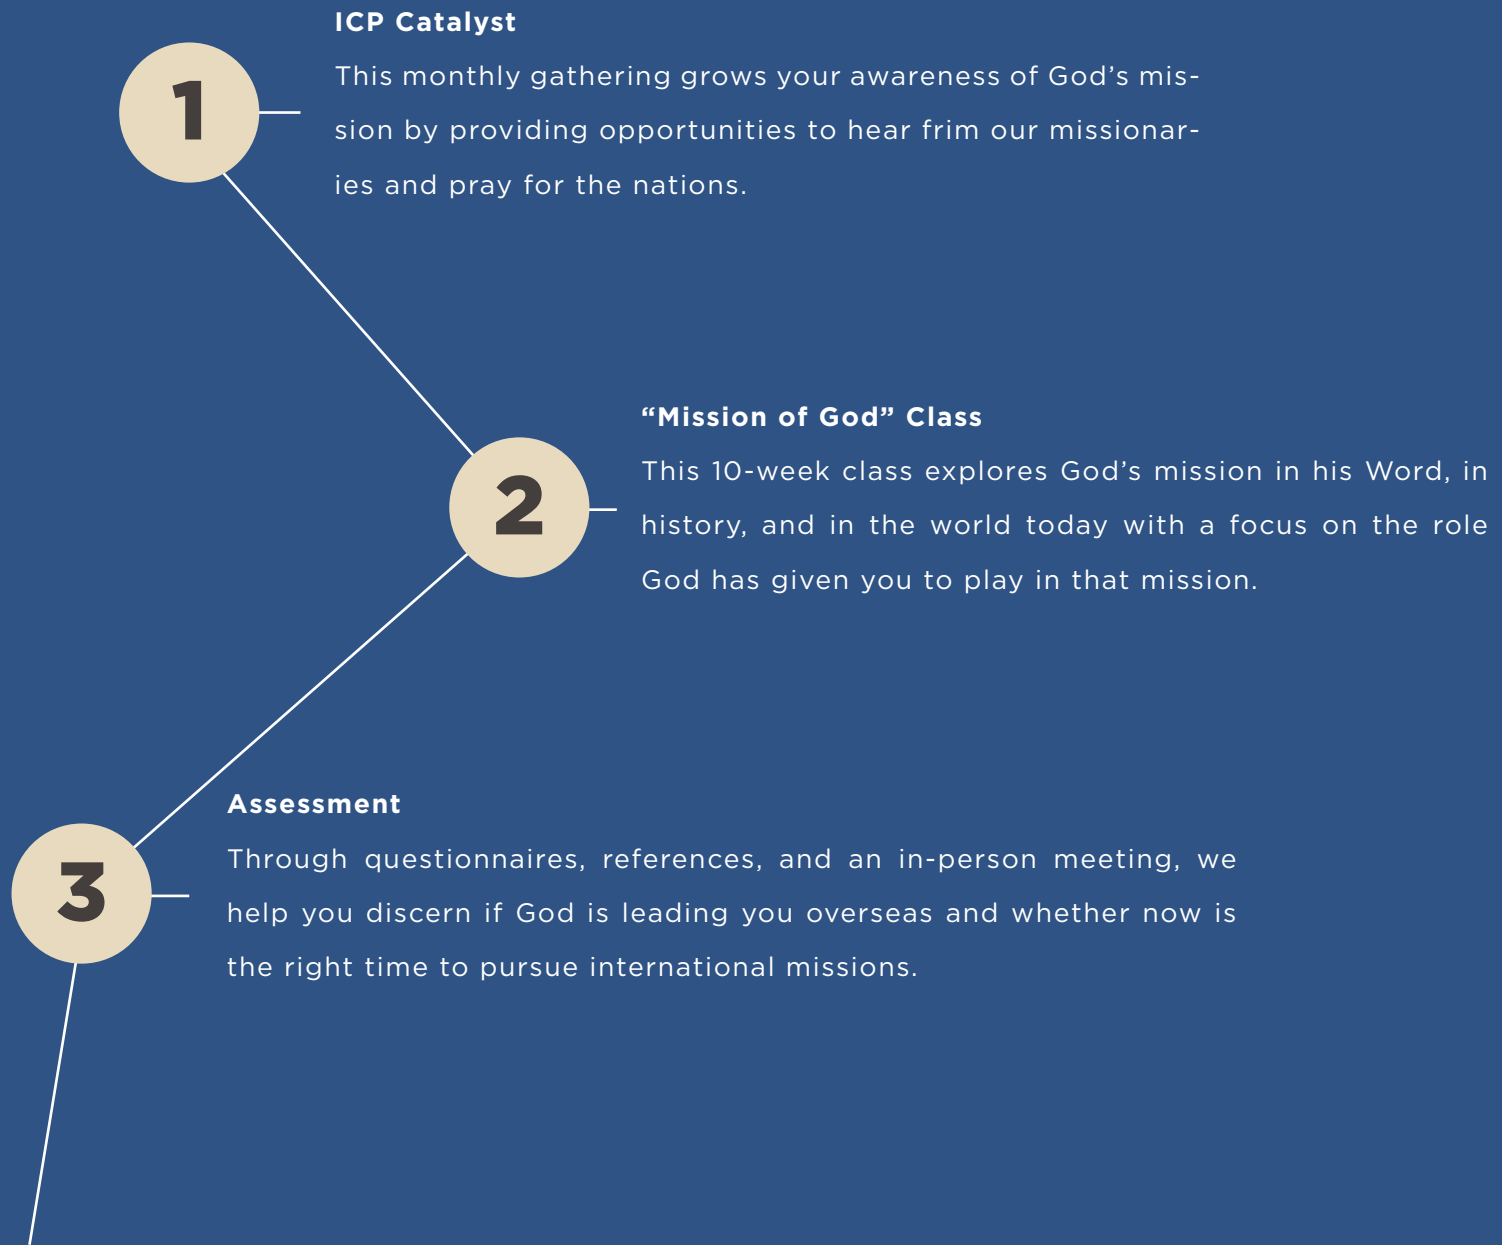 ICP Catalyst
1
This monthly gathering grows your awareness of God’s mis-
sion by providing opportunities to hear frim our missionar-
ies and pray for the nations.
“Mission of God” Class
2
This 10-week class explores God’s mission in his Word, in
history, and in the world today with a focus on the role
God has given you to play in that mission.
Assessment
3
Through questionnaires, references, and an in-person meeting, we
help you discern if God is leading you overseas and whether now is
the right time to pursue international missions.